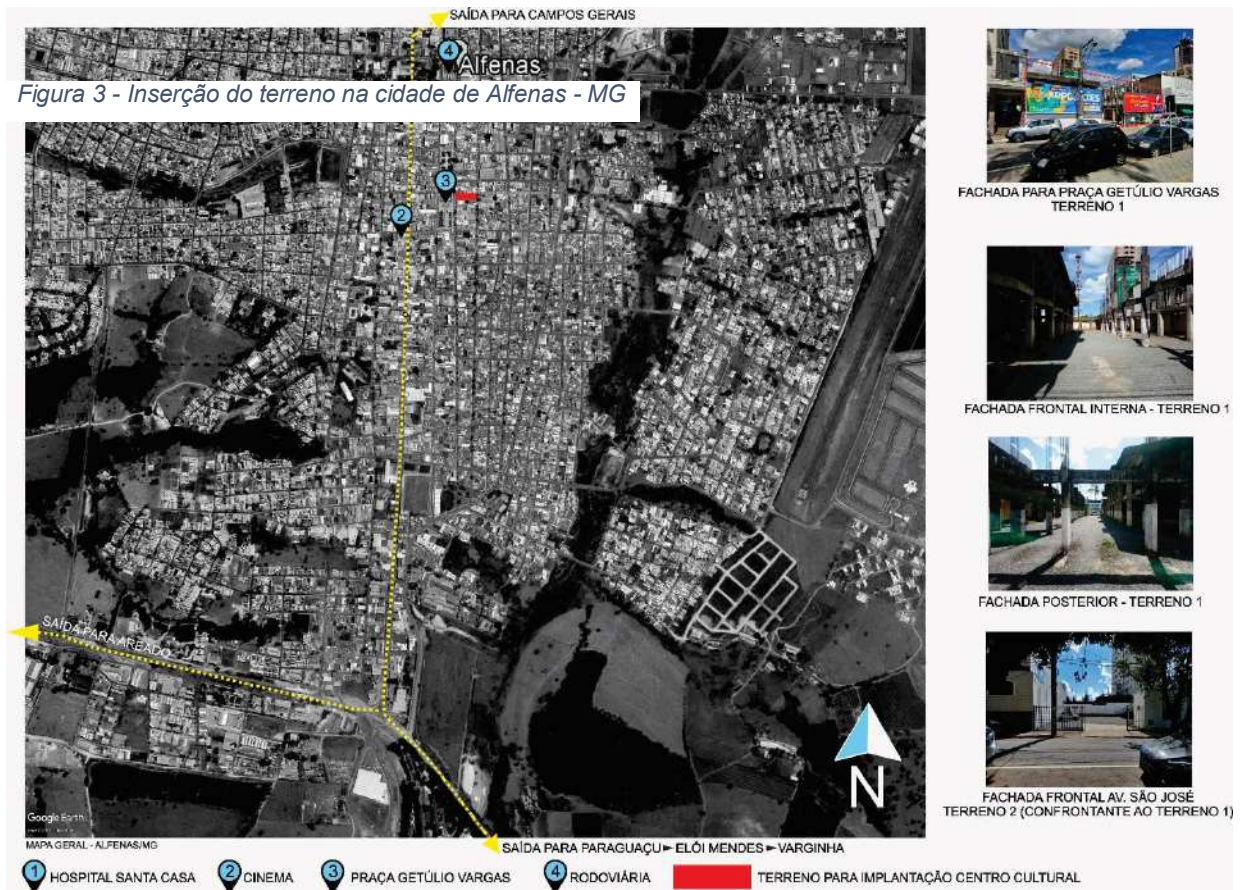 SAÍDA PARA CAMPOS GERAIS
4
Alfenas
Figura 3 - Inserção do terreno na cidade de Alfenas - MG
3
2
SAÍDA PARA AREADO
N
Google Earth
MAPA GERAL - ALFENAS/MG
SAÍDA PARA PARAGUAÇU ► ELÓI MENDES ► VARGINHA
FACHADA PARA PRAÇA GETÚLIO VARGAS
TERRENO 1
FACHADA FRONTAL INTERNA - TERRENO 1
FACHADA POSTERIOR - TERRENO 1
FACHADA FRONTAL AV. SÃO JOSÉ
TERRENO 2 (CONFRONTANTE AO TERRENO 1)
1 HOSPITAL SANTA CASA 2 CINEMA 3 PRAÇA GETÚLIO VARGAS 4 RODOVIÁRIA TERRENO PARA IMPLANTAÇÃO CENTRO CULTURAL